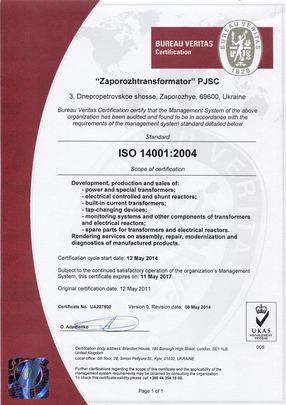 BUREAU VERITAS
Certification
BUREAU VERITAS
1828
"Zaporozhtransformator" PJSC
3, Dnepropetrovskoe shosse, Zaporozhye, 69600, Ukraine
Bureau Veritas Certification certify that the Management System of the above
organization has been audited and found to be in accordance with the
requirements of the management system standard detailed below
Standard
ISO 14001:2004
Scope of certification
Development, production and sales of:
- power and special transformers;
- electrical controlled and shunt reactors;
- built-in current transformers;
- tap-changing devices;
- monitoring systems and other components of transformers
and electrical reactors;
- spare parts for transformers and electrical reactors.
Rendering services on assembly, repair, modernization and
diagnostics of manufactured products.
Certification cycle start date: 12 May 2014
Subject to the continued satisfactory operation of the organization's Management
System, this certificate expires on: 11 May 2017
Original certification date: 12 May 2011
Certificate No. UA227500
Version 0, Revision date: 08 May 2014
UKAS
MANAGEMENT
SYSTEMS
008
Certification body address: Brandon House, 180 Borough High Street, London, SE1 1LB,
United Kingdom
Local office: 5th floor, 28, Simon Petlyura St., Kyiv, 01032, UKRAINE
Further clarifications regarding the scope of this certificate and the applicability of
the management system requirements may be obtained by consulting the organization.
To check this certificate validity please call
Page 1 of 1